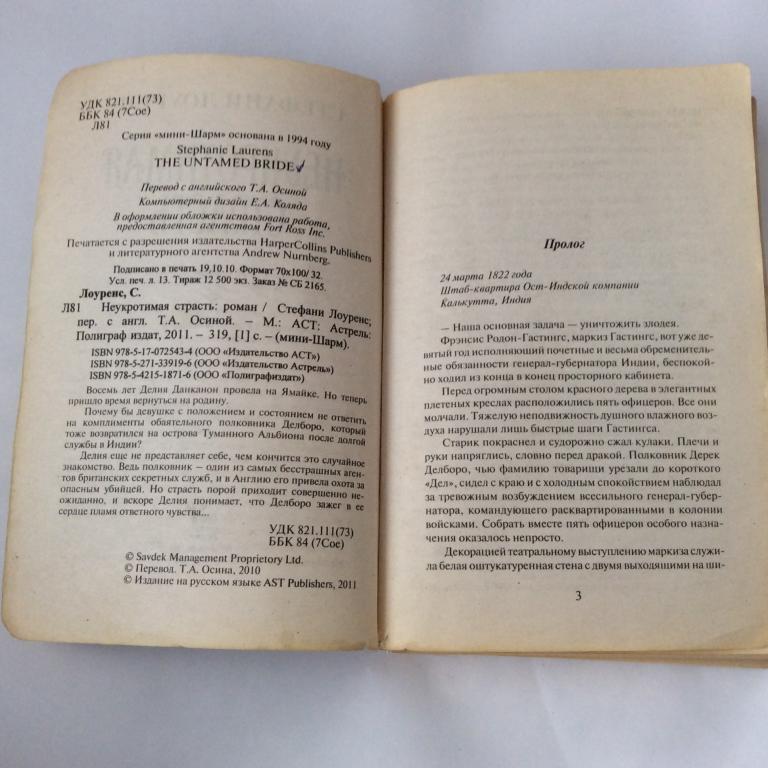 УДК 821.111(73)
ББК 84 (7Сое)
Л81
Серия «мини-Шарм» основана в 1994 году
Stephanie Laurens
THE UNTAMED BRIDE
Перевод с английского Т.А. Осиной
Компьютерный дизайн Е.А. Коляда
В оформлении обложки использована работа,
предоставленная агентством Fort Ross Inc.
Печатается с разрешения издательства HarperCollins Publishers
и литературного агентства Andrew Nurnberg.
Подписано в печать 19.10.10. Формат 70x100/ 32.
Усл. печ. л. 13. Тираж 12 500 экз. Заказ № СБ 2165.
Лоуренс, С.
Л81 Неукротимая страсть: роман / Стефани Лоуренс;
пер. с англ. Т.А. Осиной. – М.: АСТ: Астрель:
Полиграф издат, 2011. – 319, [1] с. – (мини-Шарм).
ISBN 978-5-17-072543-4 (ООО «Издательство АСТ»)
ISBN 978-5-271-33919-6 (ООО «Издательство Астрель»)
ISBN 978-5-4215-1871-6 (ООО «Полиграфиздат»)
Восемь лет Делия Данканон провела на Ямайке. Но теперь
пришло время вернуться на родину.
Почему бы девушке с положением и состоянием не ответить
на комплименты обаятельного полковника Делборо, который
тоже возвратился на острова Туманного Альбиона после долгой
службы в Индии?
Делия еще не представляет себе, чем кончится это случайное
знакомство. Ведь полковник – один из самых бесстрашных аген-
тов британских секретных служб, и в Англию его привела охота за
опасным убийцей. Но страсть порой приходит совершенно не-
ожиданно, и вскоре Делия понимает, что Делборо зажег в ее
сердце пламя ответного чувства...
УДК 821.111(73)
ББК 84 (7Сое)
© Savdek Management Proprietory Ltd.
© Перевод. Т.А. Осина, 2010
© Издание на русском языке AST Publishers, 2011
Пролог
24 марта 1822 года
Штаб-квартира Ост-Индской компании
Калькутта, Индия
— Наша основная задача — уничтожить злодея.
Фрэнсис Родон-Гастингс, маркиз Гастингс, вот уже де-
вятый год исполняющий почетные и весьма обременитель-
ные обязанности генерал-губернатора Индии, беспокой-
но ходил из конца в конец просторного кабинета.
Перед огромным столом красного дерева в элегантных
плетеных креслах расположились пять офицеров. Все они
молчали. Тяжелую неподвижность душного влажного воз-
духа нарушали лишь быстрые шаги Гастингса.
Старик покраснел и судорожно сжал кулаки. Плечи и
руки напряглись, словно перед дракой. Полковник Дерек
Делборо, чью фамилию товарищи урезали до короткого
«Дел», сидел с краю и с холодным спокойствием наблюдал
за тревожным возбуждением всесильного генерал-губер-
натора, командующего расквартированными в колонии
войсками. Собрать вместе пять офицеров особого назна-
чения оказалось непросто.
Декорацией театральному выступлению маркиза служи-
ла белая оштукатуренная стена с двумя выходящими на ши-
3